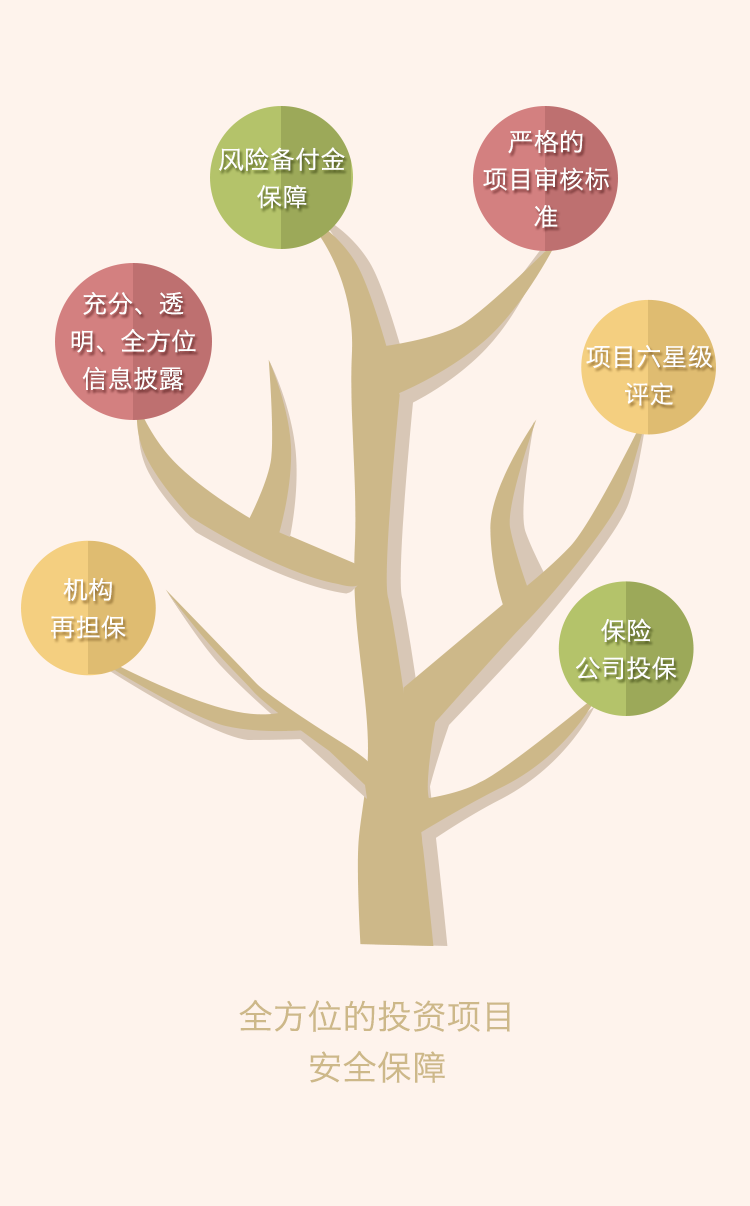 风险备付金
保障
严格的
项目审核标
准
充分、透
明、全方位
信息披露
项目六星级
评定
机构
再担保
保险
公司投保
全方位的投资项目
安全保障